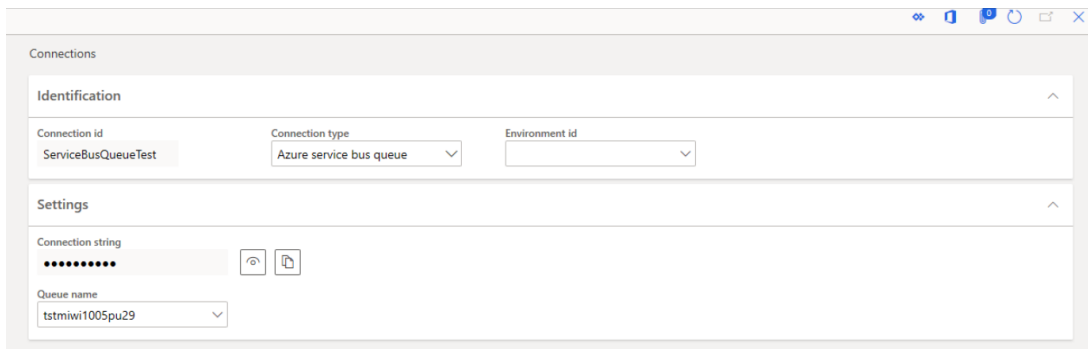 0
Connections
Identification
Connection id Connection type Environment id
ServiceBusQueueTest Azure service bus queue
Settings
Connection string
••••••••••
Queue name
tstmiwi1005pu29